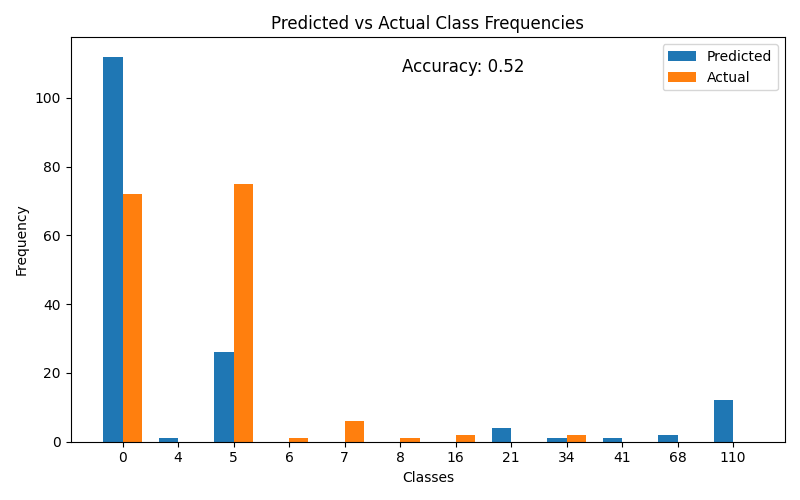 Predicted vs Actual Class Frequencies
Accuracy: 0.52
Predicted
Actual
Frequency
100
80
60
40
20
0
0 4 5 6 7 8 16 21 34 41 68 110
Classes